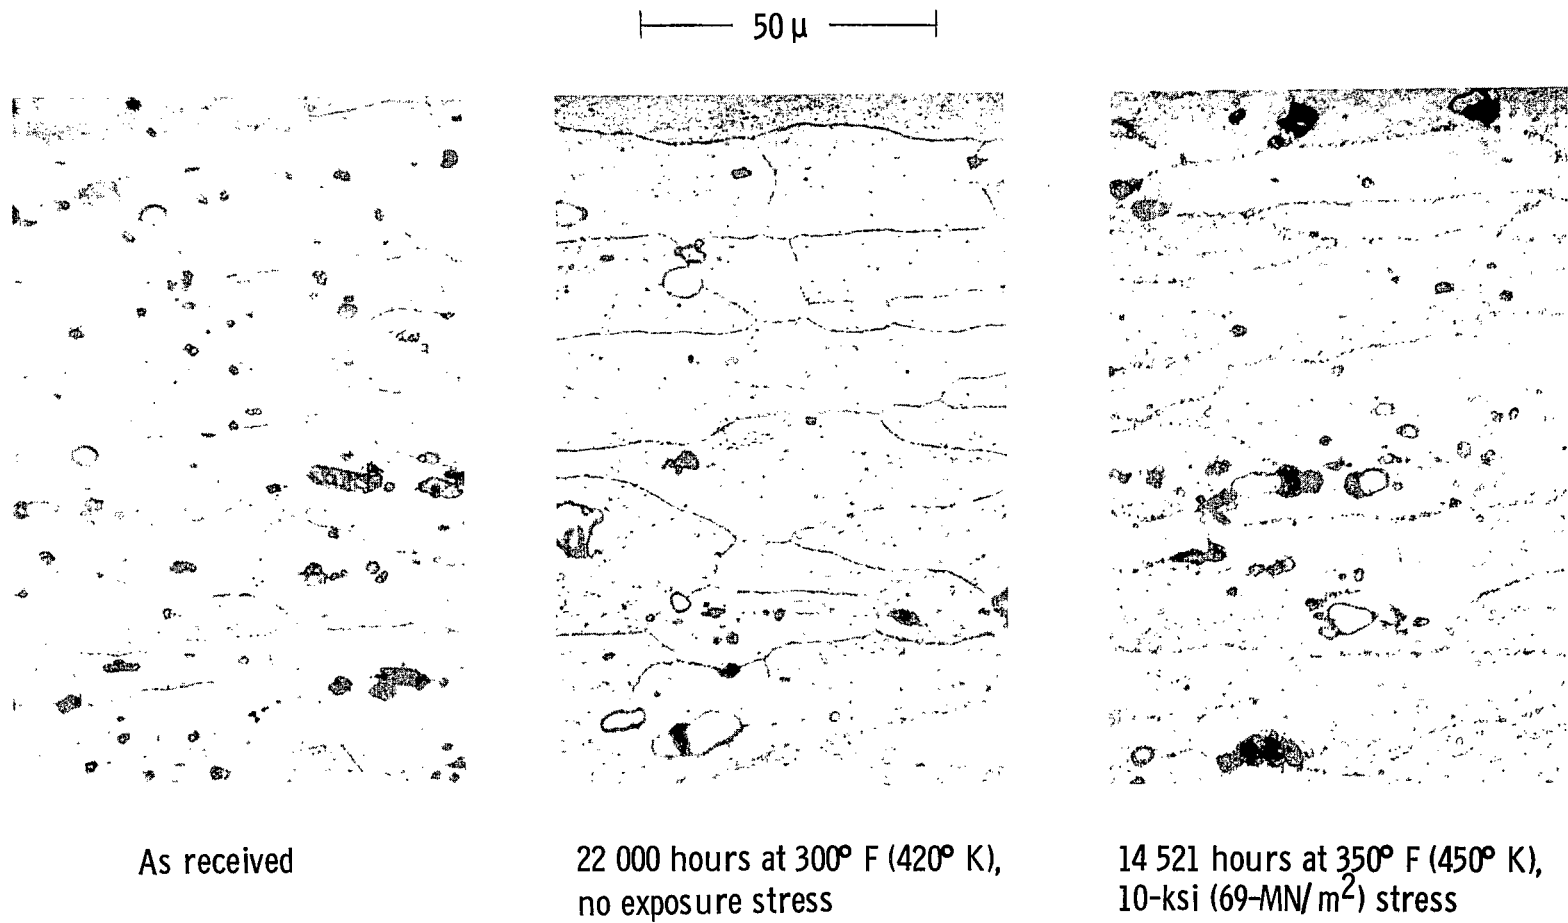 50 μ
As received
22 000 hours at 300° F (420° K),
no exposure stress
14 521 hours at 350° F (450° K),
10-ksi (69-MN/m²) stress